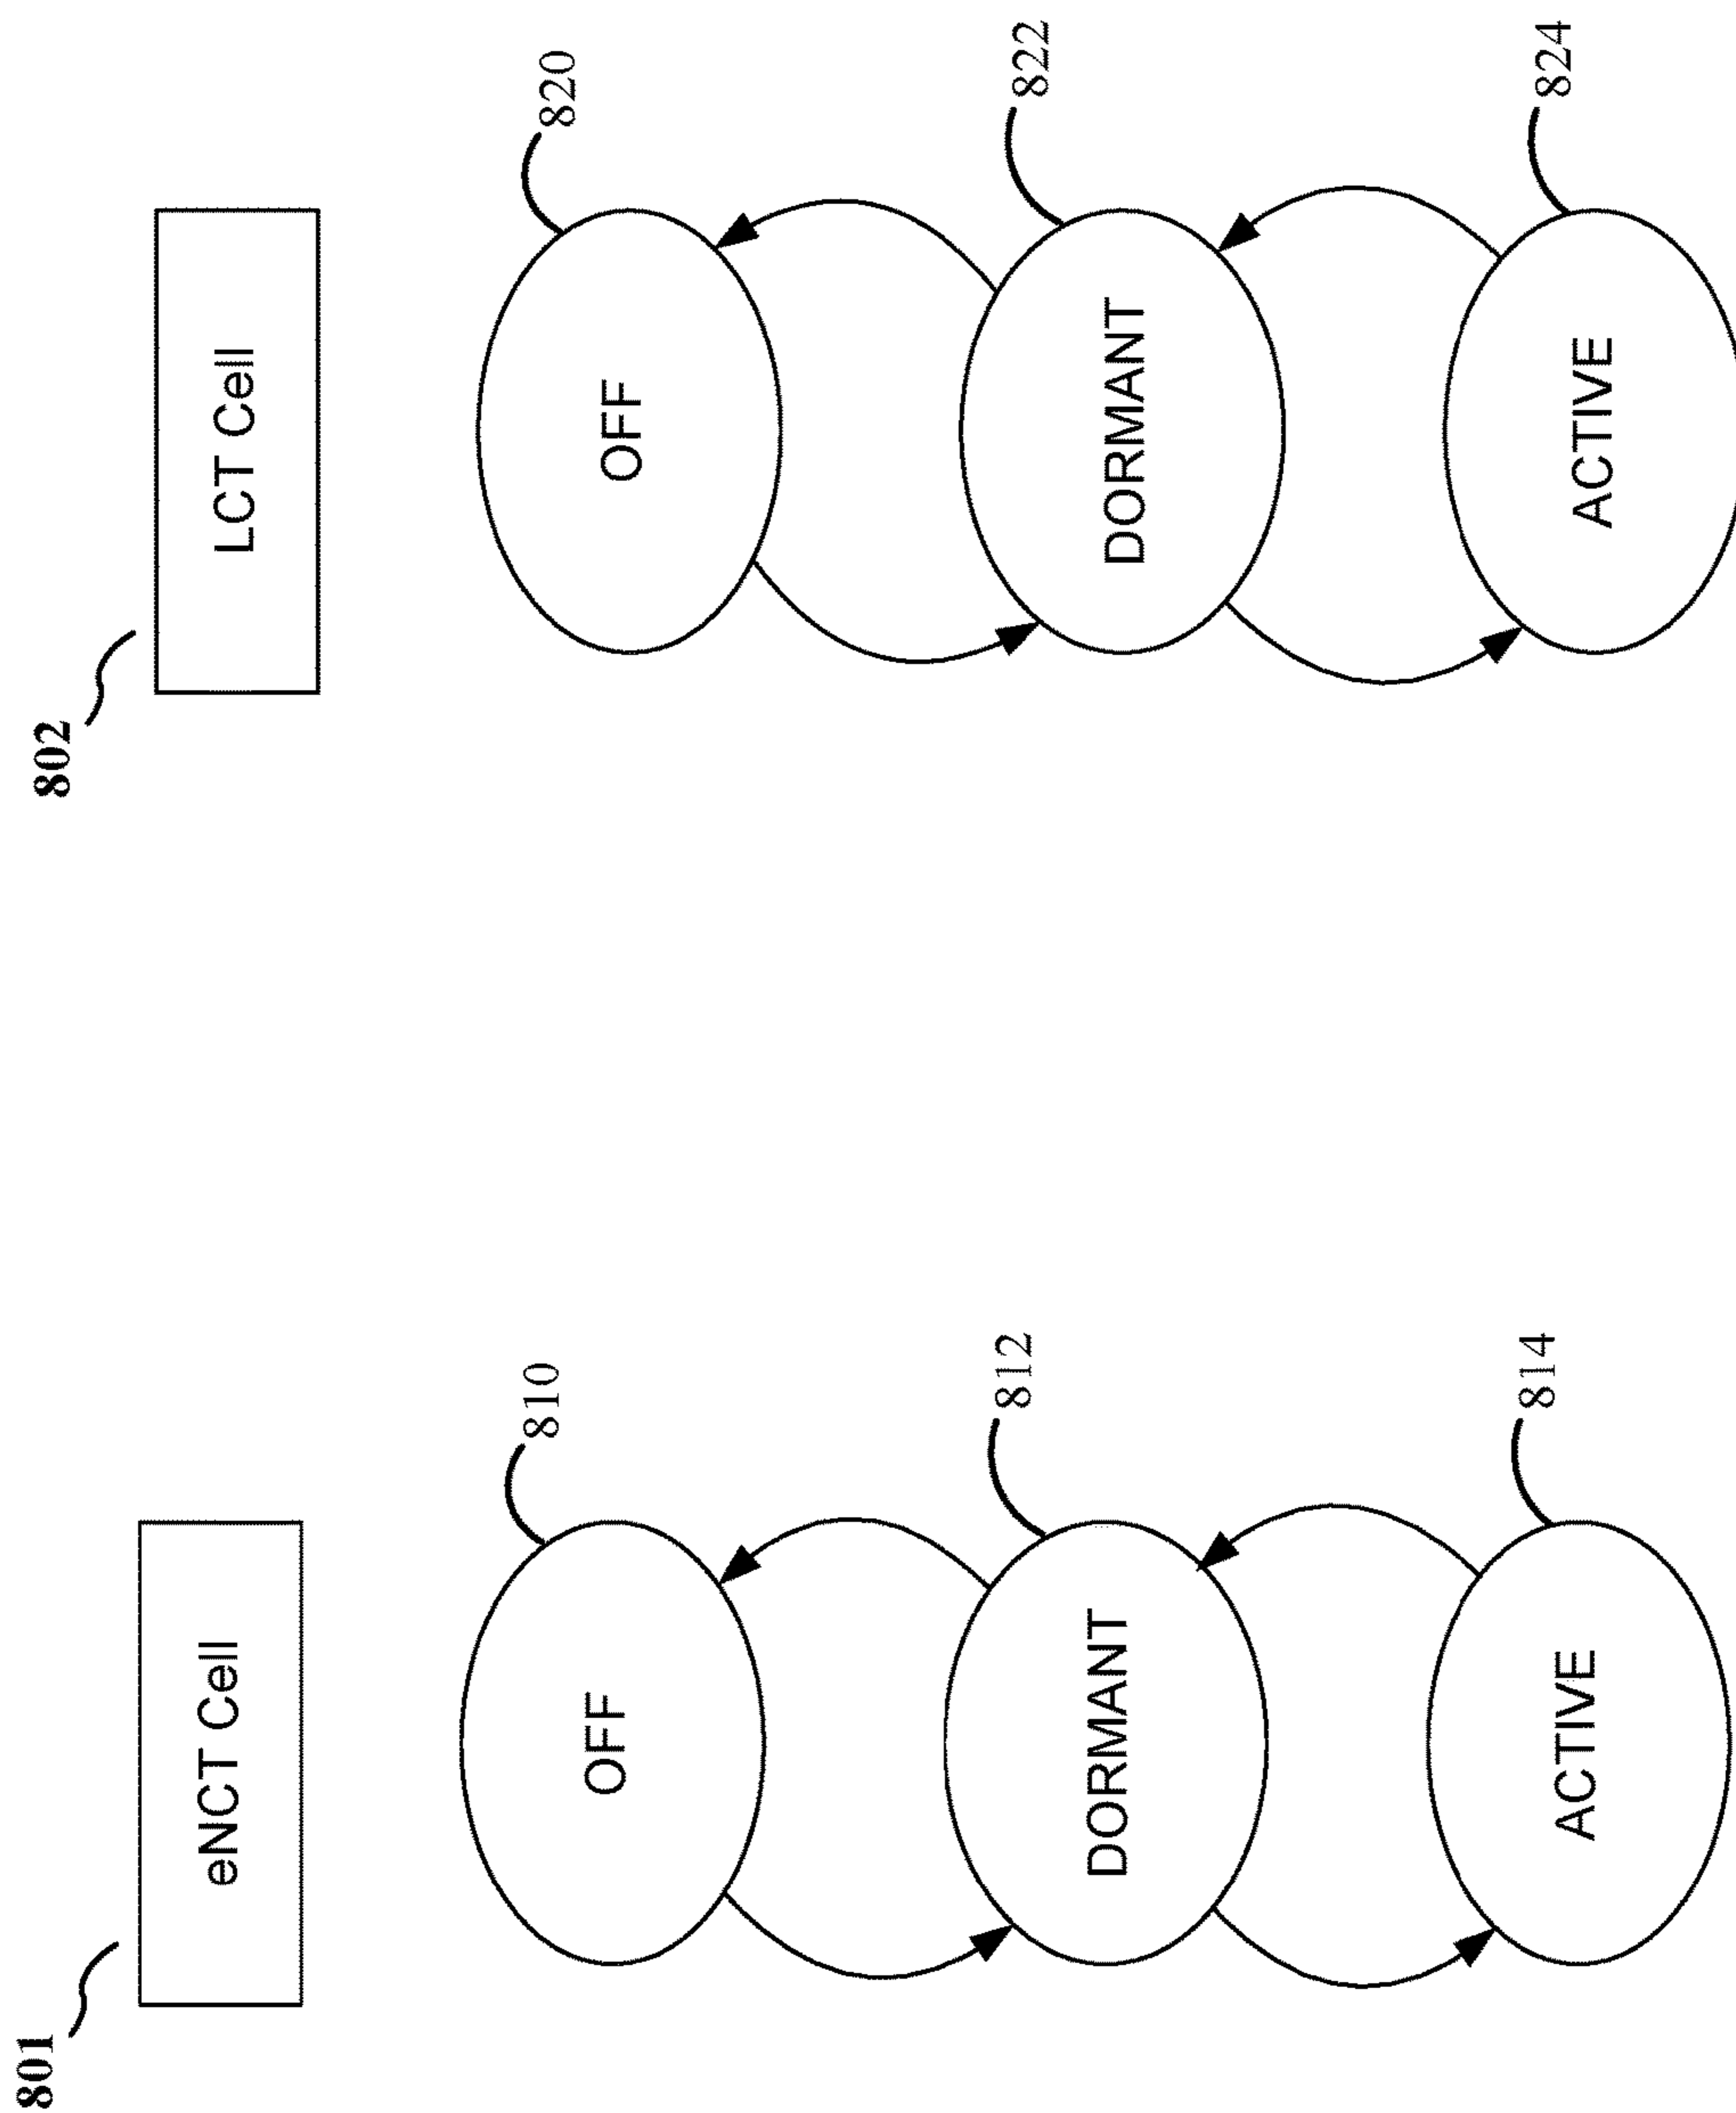 801
eNCT Cell
OFF
810
DORMANT
812
ACTIVE
814
802
LCT Cell
OFF
820
DORMANT
822
ACTIVE
824